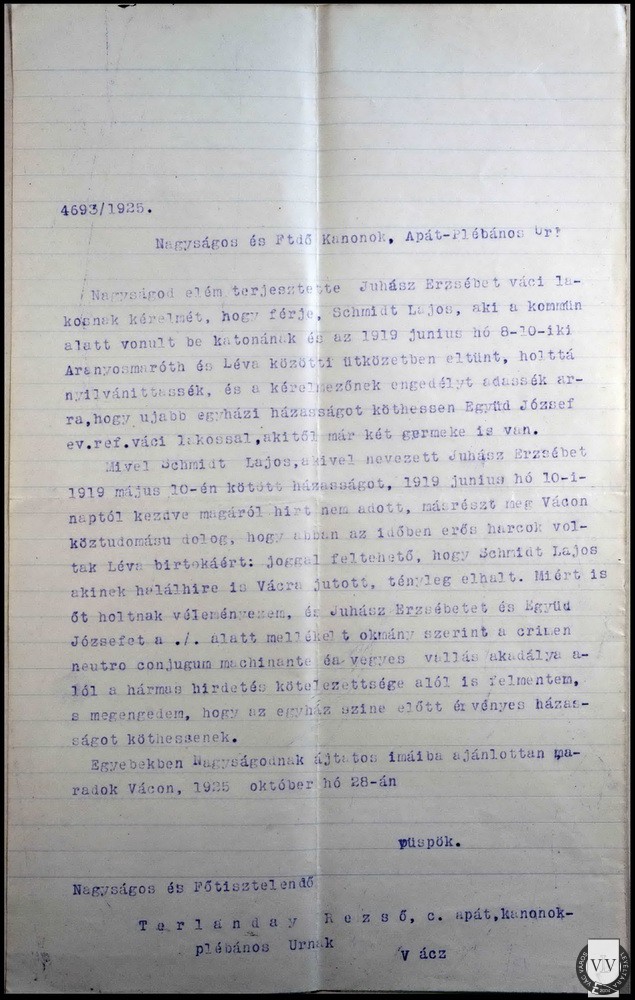 4693/1925.
Nagyságos és Ftdő Kanonok, Apát-Plébános Ur!
Nagyságod elém terjesztette Juhász Erzsébet váci la-
kosnak kérelmét, hogy férje, Schmidt Lajos, aki a kommün
alatt vonult be katonának és az 1919 junius hó 8-10-iki
Aranyosmaróth és Léva közötti ütközetben eltünt, holttá
nyilvánittassék, és a kérelmezőnek engedélyt adassék ar-
ra,hogy ujabb egyházi házasságot köthessen Együd József
ev.ref.váci lakossal,akitől már két germeke is van.
Mivel Schmidt Lajos,akivel nevezett Juhász Erzsébet
1919 május 10-én kötött házasságot, 1919 junius hó 10-i-
naptól kezdve magáról hirt nem adott, másrészt meg Vácon
köztudomásu dolog, hogy abban az időben erős harcok vol-
tak Léva birtokáért: joggal feltehető, hogy Schmidt Lajos
akinek halálhire is Vácra jutott, tényleg elhalt. Miért is
őt holtnak véleményezem, és Juhász Erzsébetet és Együd
Józsefet a ./. alatt mellékelt okmány szerint a crimen
neutro conjugum machinante és vegyes vallás akadálya a-
lól a hármas hirdetés kötelezettsége alól is felmentem,
s megengedem, hogy az egyház szine előtt érvényes házas-
ságot köthessenek.
Egyebekben Nagyságodnak ájtatos imáiba ajánlottan ma-
radok Vácon, 1925 október hó 28-án
püspök.
Nagyságos és Főtisztelendő
T e r l a n d a y R e z s ő, c. apát,kanonok-
plébános Urnak
V ácz
VÁC VÁROS LEVÉLTÁRA